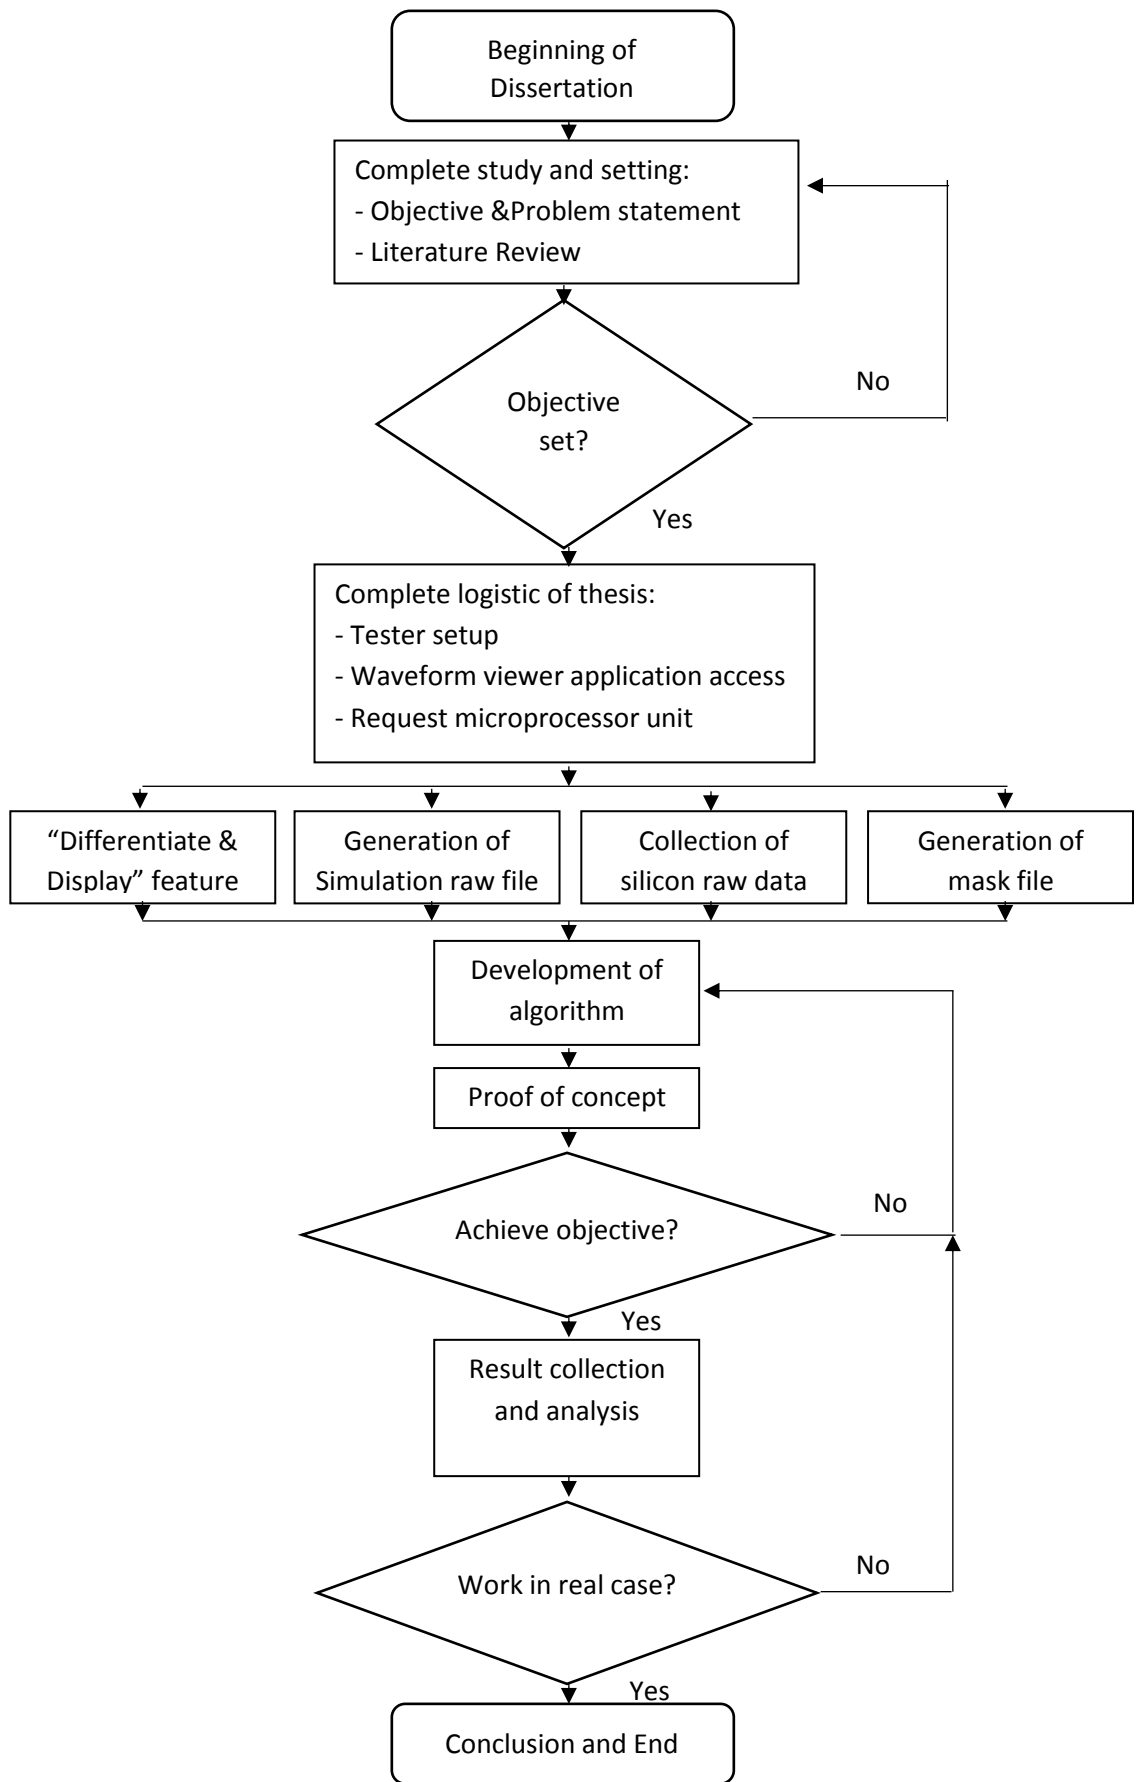 Beginning of
Dissertation
Complete study and setting:
- Objective &Problem statement
- Literature Review
No
Objective
set?
Yes
Complete logistic of thesis:
- Tester setup
- Waveform viewer application access
- Request microprocessor unit
“Differentiate &
Display” feature
Generation of
Simulation raw file
Collection of
silicon raw data
Generation of
mask file
Development of
algorithm
Proof of concept
No
Achieve objective?
Yes
Result collection
and analysis
No
Work in real case?
Yes
Conclusion and End